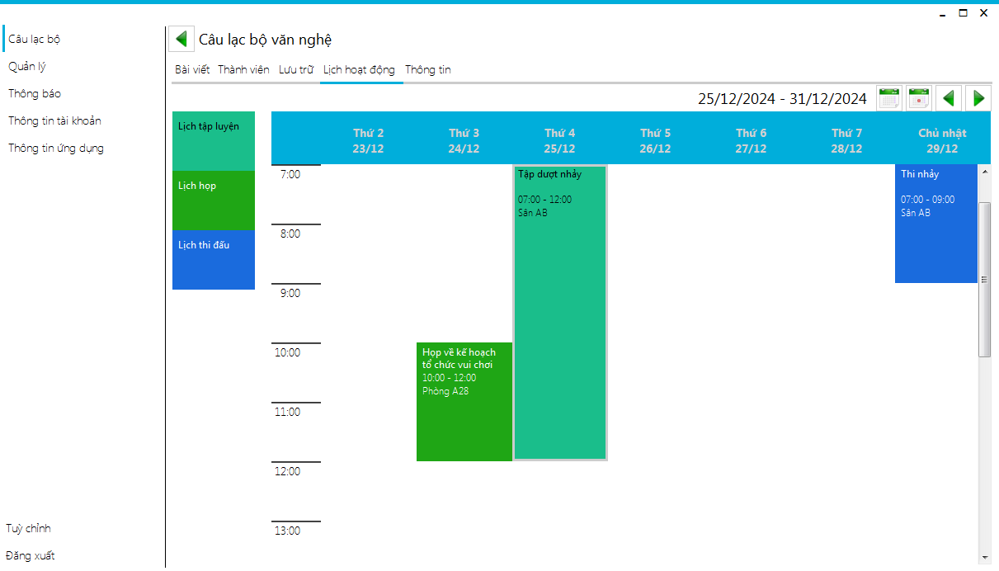 Câu lạc bộ
Quản lý
Thông báo
Thông tin tài khoản
Thông tin ứng dụng
Tuỳ chỉnh
Đăng xuất
Câu lạc bộ văn nghệ
Bài viết Thành viên Lưu trữ Lịch hoạt động Thông tin
25/12/2024 - 31/12/2024
Lịch tập luyện
Lịch họp
Lịch thi đấu
Thứ 2 Thứ 3 Thứ 4 Thứ 5 Thứ 6 Thứ 7 Chủ nhật
23/12 24/12 25/12 26/12 27/12 28/12 29/12
7:00
8:00
9:00
10:00
11:00
12:00
13:00
Họp về kế hoạch
tổ chức vui chơi
10:00 - 12:00
Phòng A28
Tập dượt nhảy
07:00 - 12:00
Sân AB
Thi nhảy
07:00 - 09:00
Sân AB